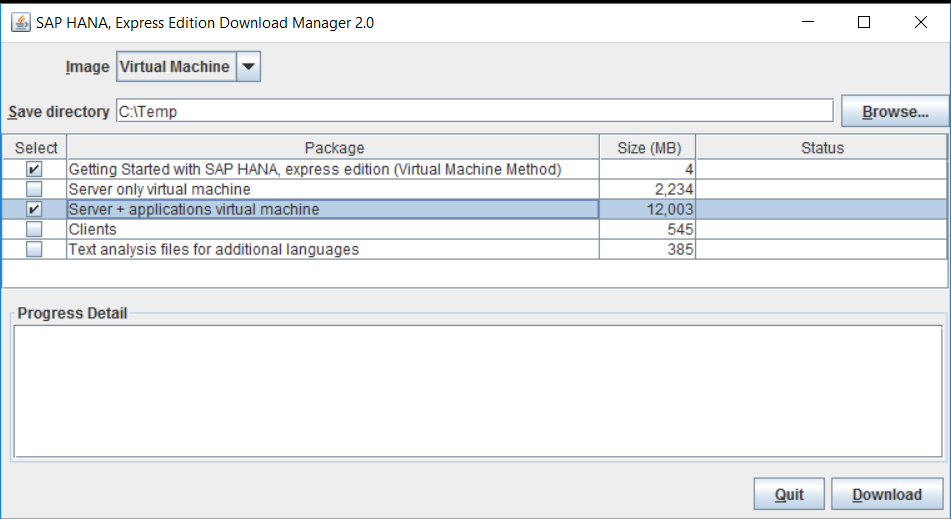 SAP HANA, Express Edition Download Manager 2.0
Image Virtual Machine
Save directory C:\Temp Browse...
Select Package Size (MB) Status
Getting Started with SAP HANA, express edition (Virtual Machine Method) 4
Server only virtual machine 2,234
Server + applications virtual machine 12,003
Clients 545
Text analysis files for additional languages 385
Progress Detail
Quit Download